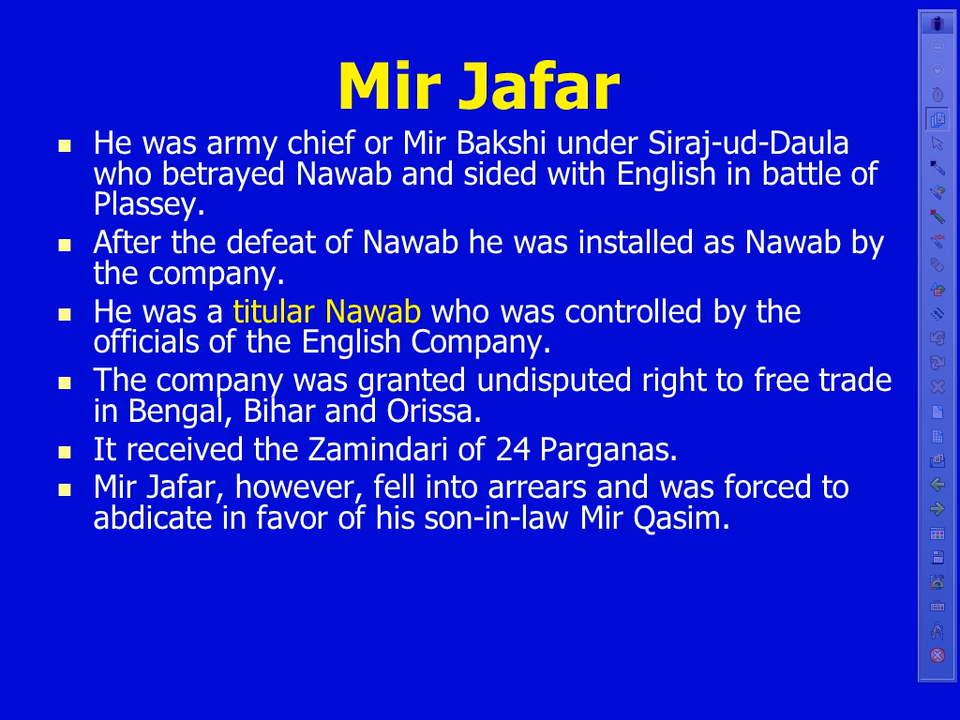 Mir Jafar
He was army chief or Mir Bakshi under Siraj-ud-Daula
who betrayed Nawab and sided with English in battle of
Plassey.
After the defeat of Nawab he was installed as Nawab by
the company.
He was a titular Nawab who was controlled by the
officials of the English Company.
The company was granted undisputed right to free trade
in Bengal, Bihar and Orissa.
It received the Zamindari of 24 Parganas.
Mir Jafar, however, fell into arrears and was forced to
abdicate in favor of his son-in-law Mir Qasim.